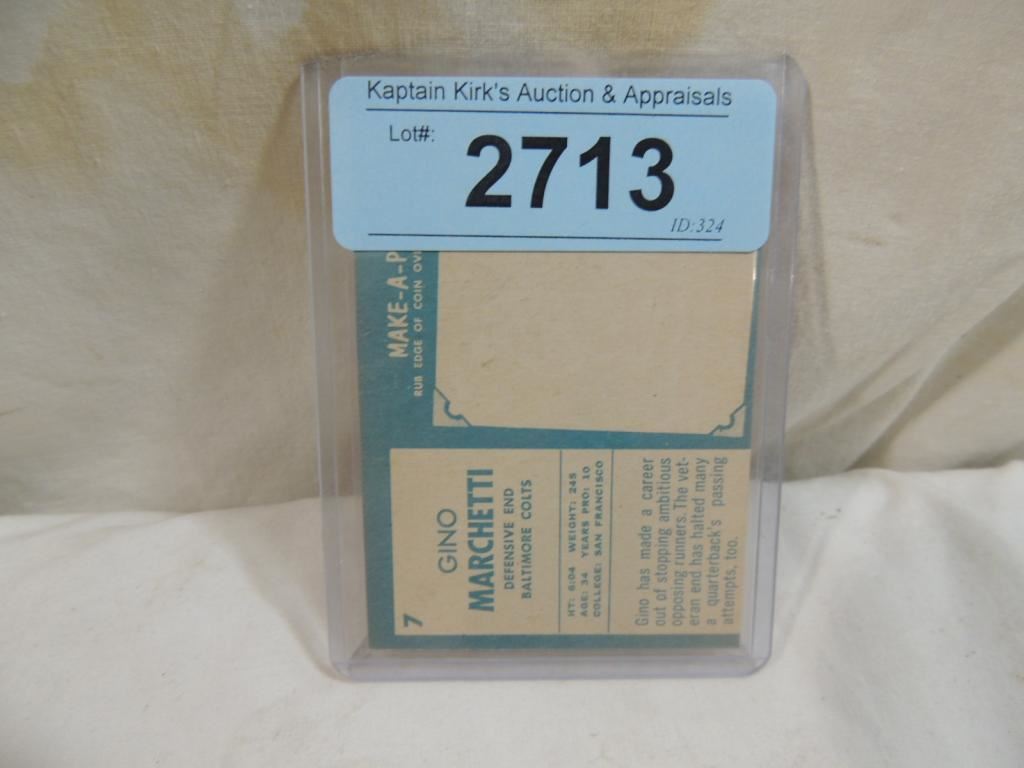 Kaptain Kirk's Auction & Appraisals
Lot#:
2713
ID:324
MAKE-A-P
RUB EDGE OF COIN OV
7
GINO
MARCHETTI
DEFENSIVE END
BALTIMORE COLTS
HT: 6:04 WEIGHT: 245
AGE: 34 YEARS PRO: 10
COLLEGE: SAN FRANCISCO
Gino has made a career
out of stopping ambitious
opposing runners. The vet-
eran end has halted many
a quarterback's passing
attempts, too.